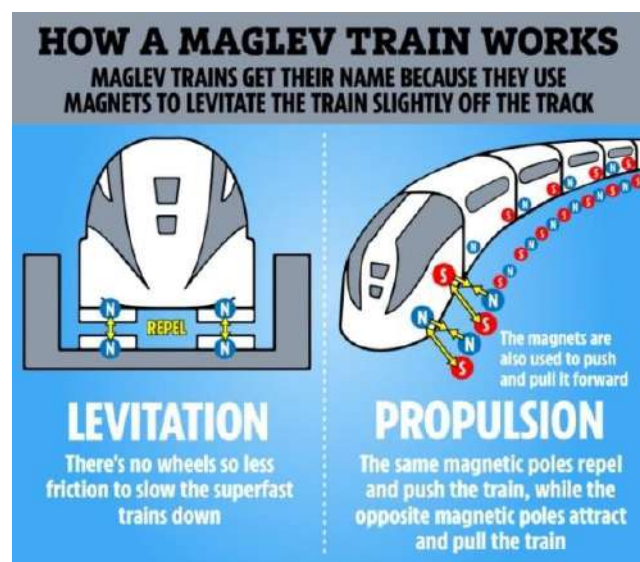 HOW A MAGLEV TRAIN WORKS
MAGLEV TRAINS GET THEIR NAME BECAUSE THEY USE
MAGNETS TO LEVITATE THE TRAIN SLIGHTLY OFF THE TRACK
N
REPEL
N
N
N
LEVITATION
There's no wheels so less
friction to slow the superfast
trains down
S
N
S
N
S
N
S
N
N
S
N
S
The magnets are
also used to push
and pull it forward
PROPULSION
The same magnetic poles repel
and push the train, while the
opposite magnetic poles attract
and pull the train